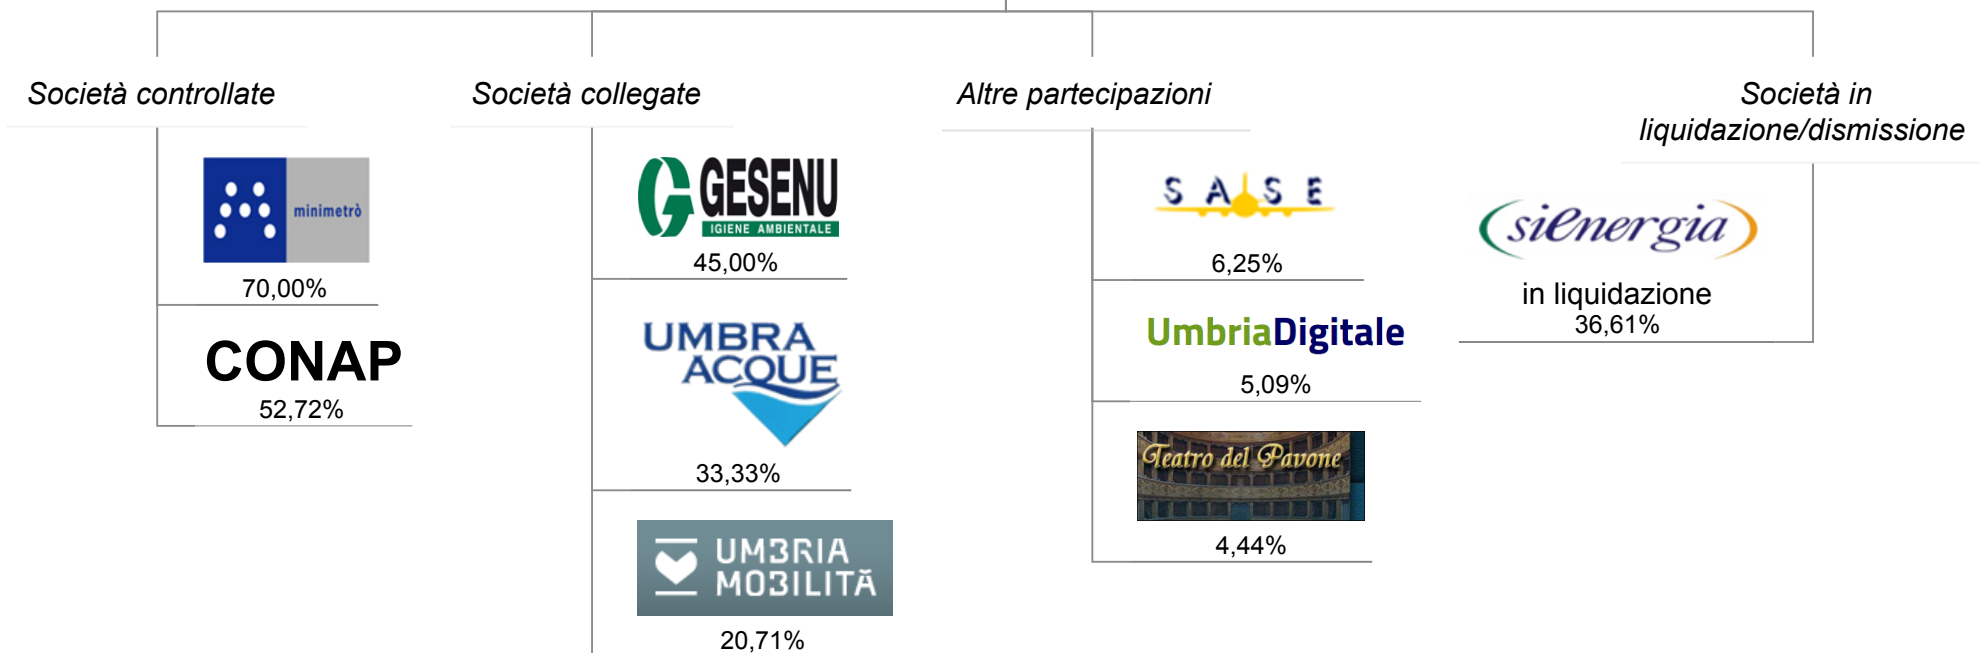 Società controllate
minimetrò
70,00%
CONAP
52,72%
Società collegate
GESENU
IGIENE AMBIENTALE
45,00%
UMBRA
ACQUE
33,33%
UMBRIA
MOBILITÀ
20,71%
Altre partecipazioni
SASE
6,25%
UmbriaDigitale
5,09%
Teatro del Pavone
4,44%
Società in
liquidazione/dismissione
sienergia
in liquidazione
36,61%